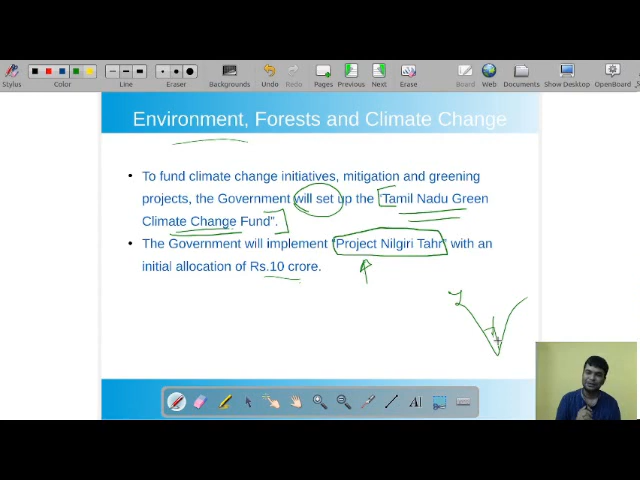 Stylus
Color
Line
Eraser
Backgrounds
Undo
Redo
Pages
Previous
Next
Erase
Board
Web
Documents
Show Desktop
OpenBoard
Environment, Forests and Climate Change
• To fund climate change initiatives, mitigation and greening
projects, the Government will set up the "Tamil Nadu Green
Climate Change Fund".
• The Government will implement "Project Nilgiri Tahr" with an
initial allocation of Rs.10 crore.